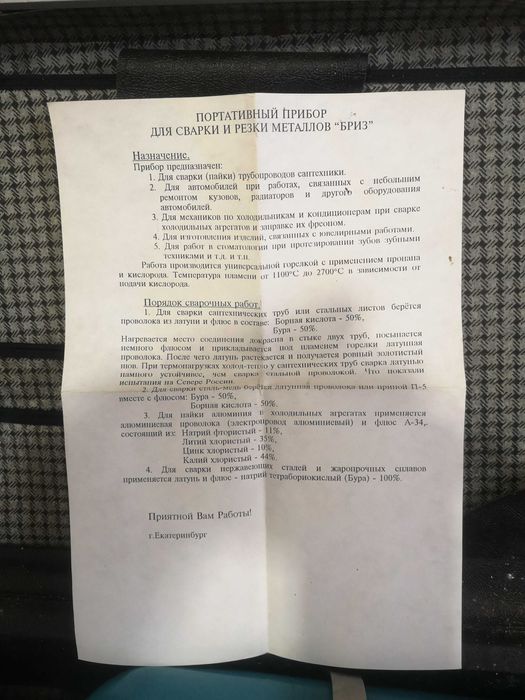 ПОРТАТИВНЫЙ ПРИБОР
ДЛЯ СВАРКИ И РЕЗКИ МЕТАЛЛОВ "БРИЗ"
Назначение.
Прибор предназначен:
1. Для сварки (пайки) трубопроводов сантехники.
2. Для автомобилей при работах, связанных с небольшим
ремонтом кузовов, радиаторов и другого оборудования
автомобилей.
3. Для механиков по холодильникам и кондиционерам при сварке
холодильных агрегатов и заправке их фреоном.
4. Для изготовления изделий, связанных с ювелирными работами.
5. Для работ в стоматологии при протезировании зубов зубными
техниками и т.д. и т.п.
Работа производится универсальной горелкой с применением пропана
и кислорода. Температура пламени от 1100°С до 2700°С в зависимости от
подачи кислорода.
Порядок сварочных работ.
1. Для сварки сантехнических труб или стальных листов берётся
проволока из латуни и флюс в составе: Борная кислота - 50%,
Бура - 50%.
Нагревается место соединения докрасна в стыке двух труб, посыпается
немного флюсом и прикладывается под пламенем горелки латунная
проволока. После чего латунь растекается и получается ровный золотистый
шов. При термонагрузках холод-тепло у сантехнических труб сварка латунью
намного устойчивее, чем сварка стальной проволокой. Что показали
испытания на Севере России.
2. Для сварки сталь-медь берётся латунная проволока или припой П-5
вместе с флюсом: Бура - 50%,
Борная кислота - 50%.
3. Для пайки алюминия в холодильных агрегатах применяется
алюминиевая проволока (электропровод алюминиевый) и флюс А-34,
состоящий из: Натрий фтористый - 11%,
Литий хлористый - 35%,
Цинк хлористый - 10%,
Калий хлористый - 44%.
4. Для сварки нержавеющих сталей и жаропрочных сплавов
применяется латунь и флюс - натрий тетрабориокислый (Бура) - 100%.
Приятной Вам Работы!
г.Екатеринбург